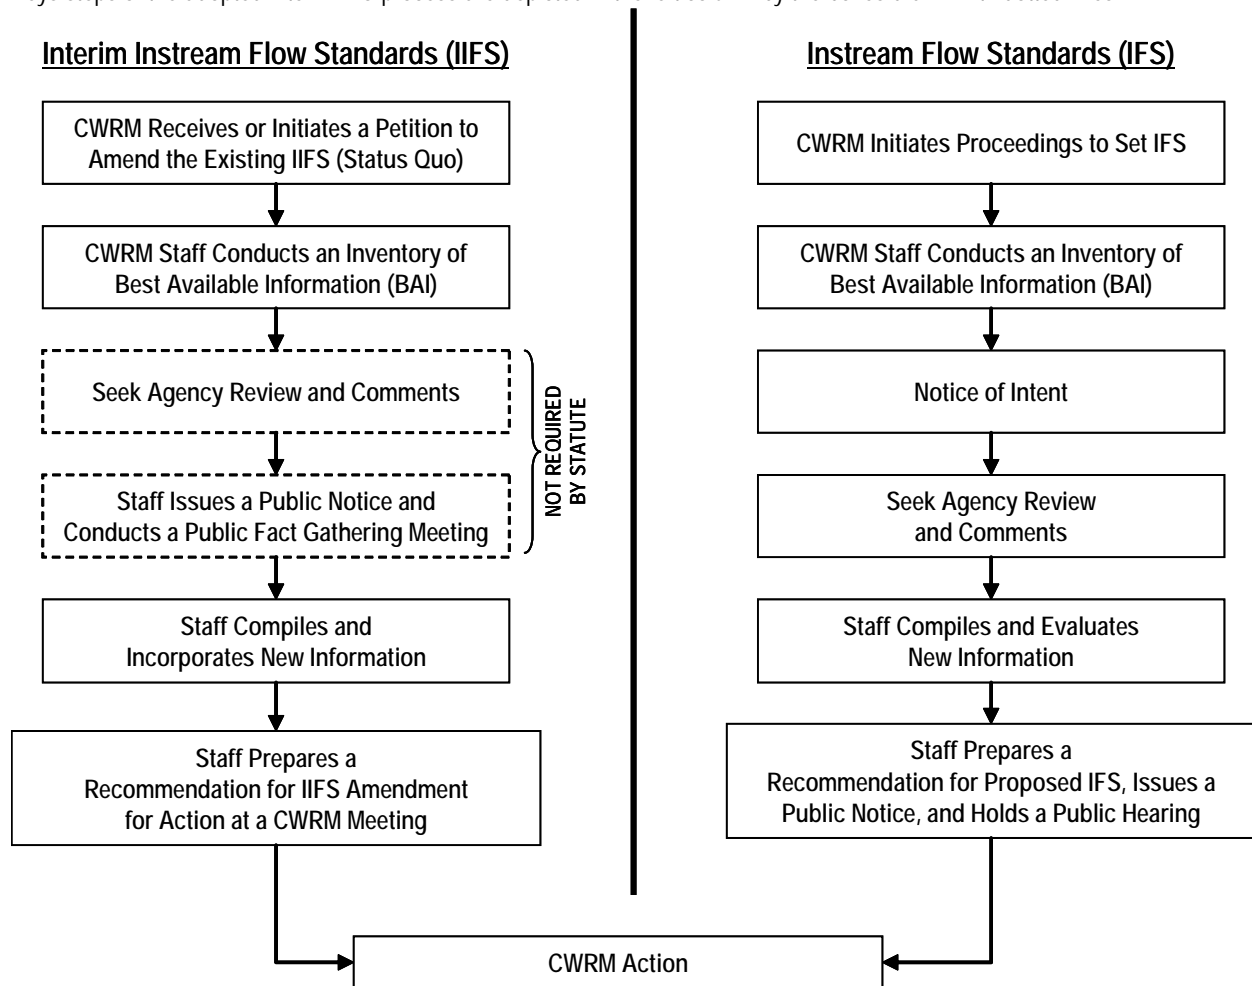 Interim Instream Flow Standards (IIFS)
CWRM Receives or Initiates a Petition to
Amend the Existing IIFS (Status Quo)
CWRM Staff Conducts an Inventory of
Best Available Information (BAI)
Seek Agency Review and Comments
Staff Issues a Public Notice and
Conducts a Public Fact Gathering Meeting
NOT REQUIRED
BY STATUTE
Staff Compiles and
Incorporates New Information
Staff Prepares a
Recommendation for IIFS Amendment
for Action at a CWRM Meeting
Instream Flow Standards (IFS)
CWRM Initiates Proceedings to Set IFS
CWRM Staff Conducts an Inventory of
Best Available Information (BAI)
Notice of Intent
Seek Agency Review
and Comments
Staff Compiles and Evaluates
New Information
Staff Prepares a
Recommendation for Proposed IFS, Issues a
Public Notice, and Holds a Public Hearing
CWRM Action